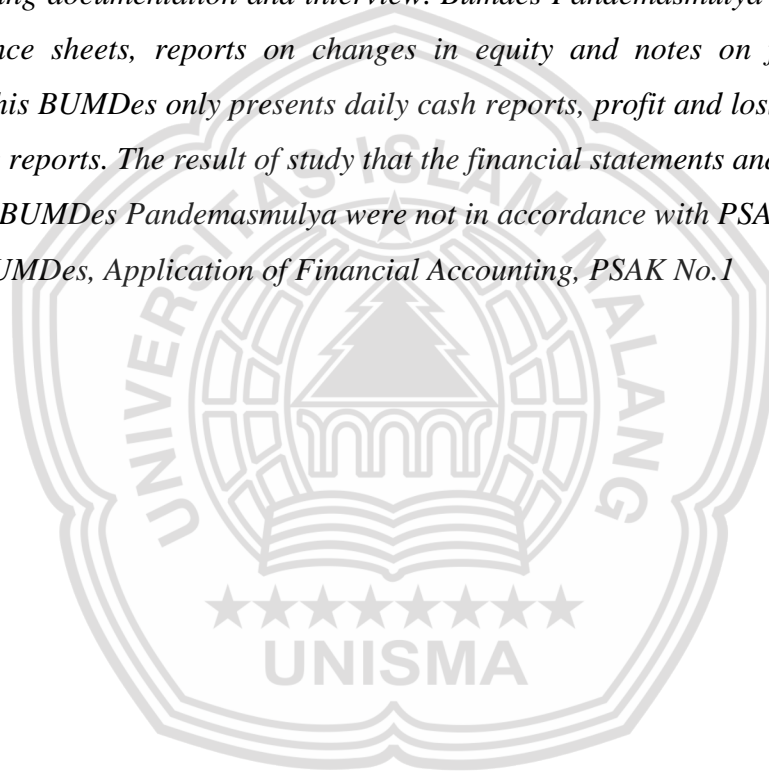 ing documentation and interview. Bumdes Pandemasmulya
nce sheets, reports on changes in equity and notes on
his BUMDes only presents daily cash reports, profit and los
reports. The result of study that the financial statements and
BUMDes Pandemasmulya were not in accordance with PSA
UMDes, Application of Financial Accounting, PSAK No.1
UNIVERSITAS ISLAM MALANG
UNISMA